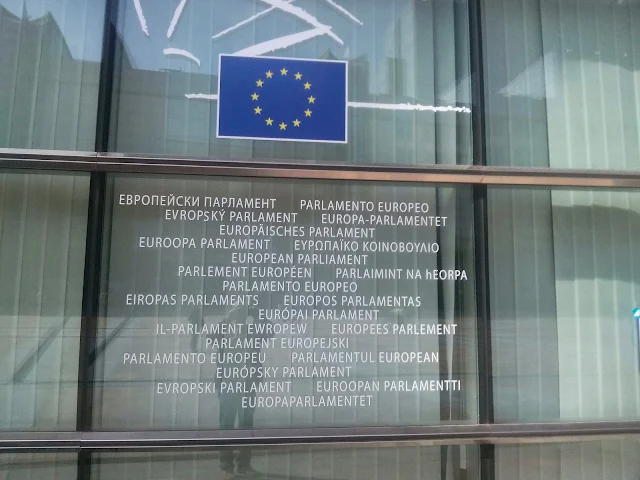 ЕВРОПЕЙСКИ ПАРЛАМЕНТ PARLAMENTO EUROPEO
EVROPSKÝ PARLAMENT EUROPA-PARLAMENTET
EUROPÄISCHES PARLAMENT
EUROOPA PARLAMENT ΕΥΡΩΠΑΪΚΟ ΚΟΙΝΟΒΟΥΛΙΟ
EUROPEAN PARLIAMENT
PARLEMENT EUROPÉEN PARLAIMINT NA hEORPA
PARLAMENTO EUROPEO
EIROPAS PARLAMENTS EUROPOS PARLAMENTAS
EURÓPAI PARLAMENT
IL-PARLAMENT EWROPEW EUROPEES PARLEMENT
PARLAMENT EUROPEJSKI
PARLAMENTO EUROPEU PARLAMENTUL EUROPEAN
EURÓPSKY PARLAMENT
EVROPSKI PARLAMENT EUROOPAN PARLAMENTTI
EUROPAPARLAMENTET